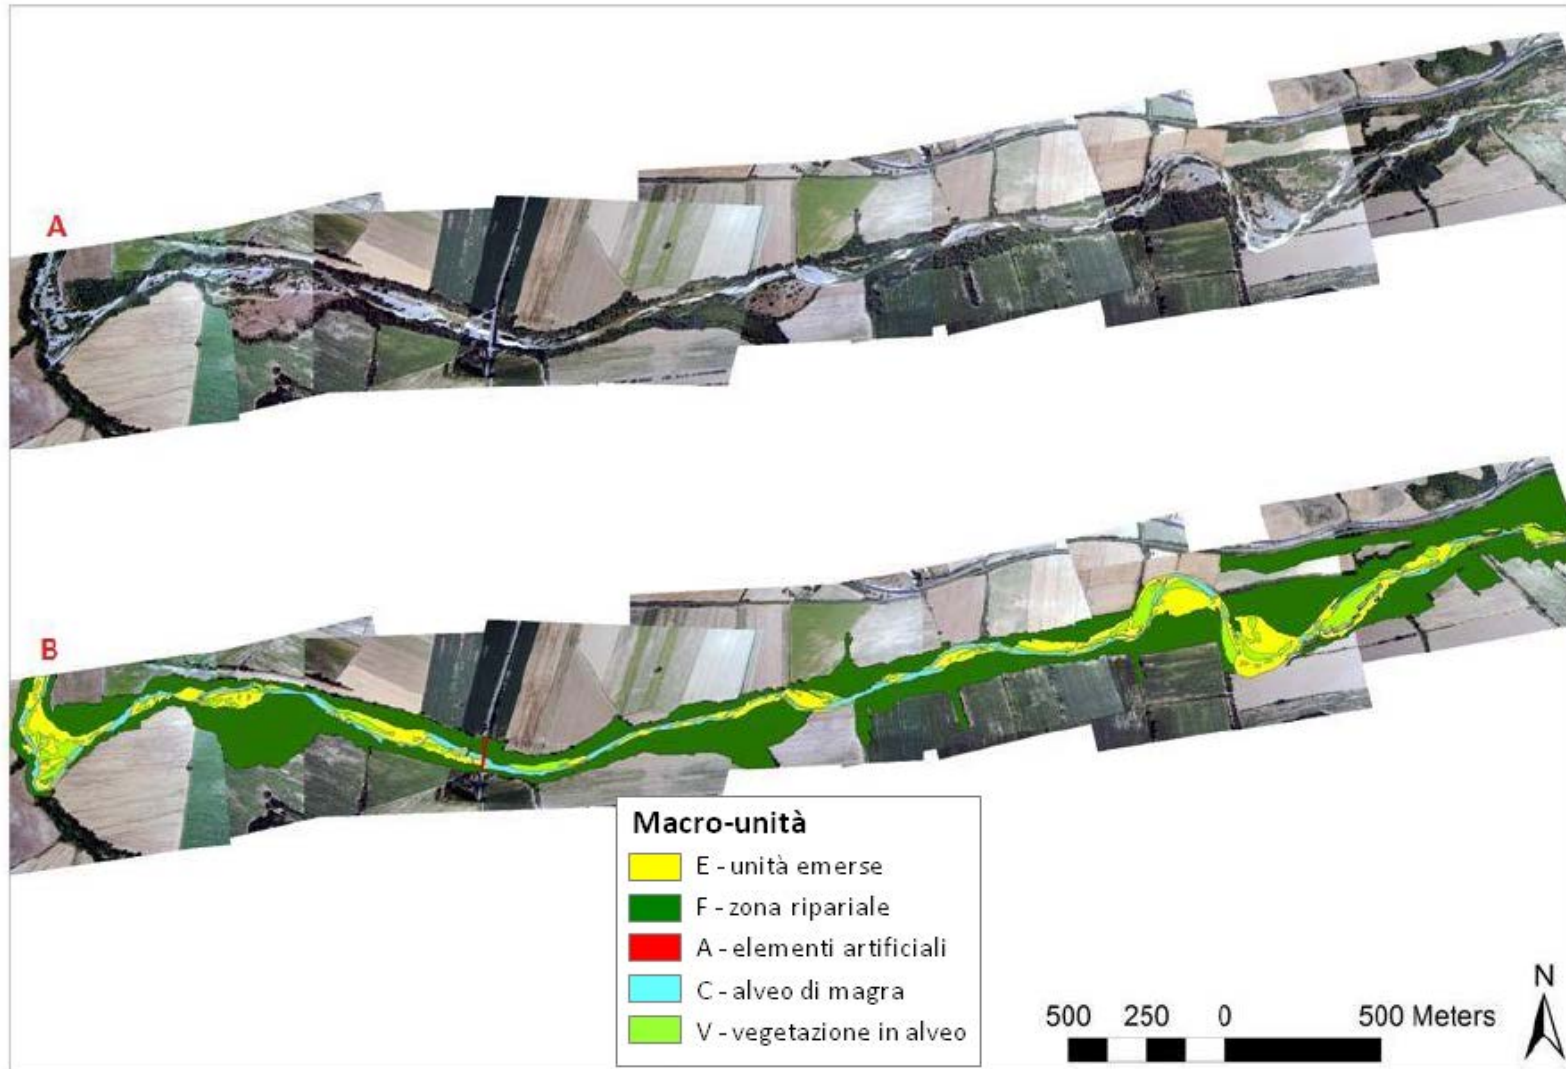 A
B
Macro-unità
E - unità emerse
F - zona ripariale
A - elementi artificiali
C - alveo di magra
V - vegetazione in alveo
N
500 250 0 500 Meters